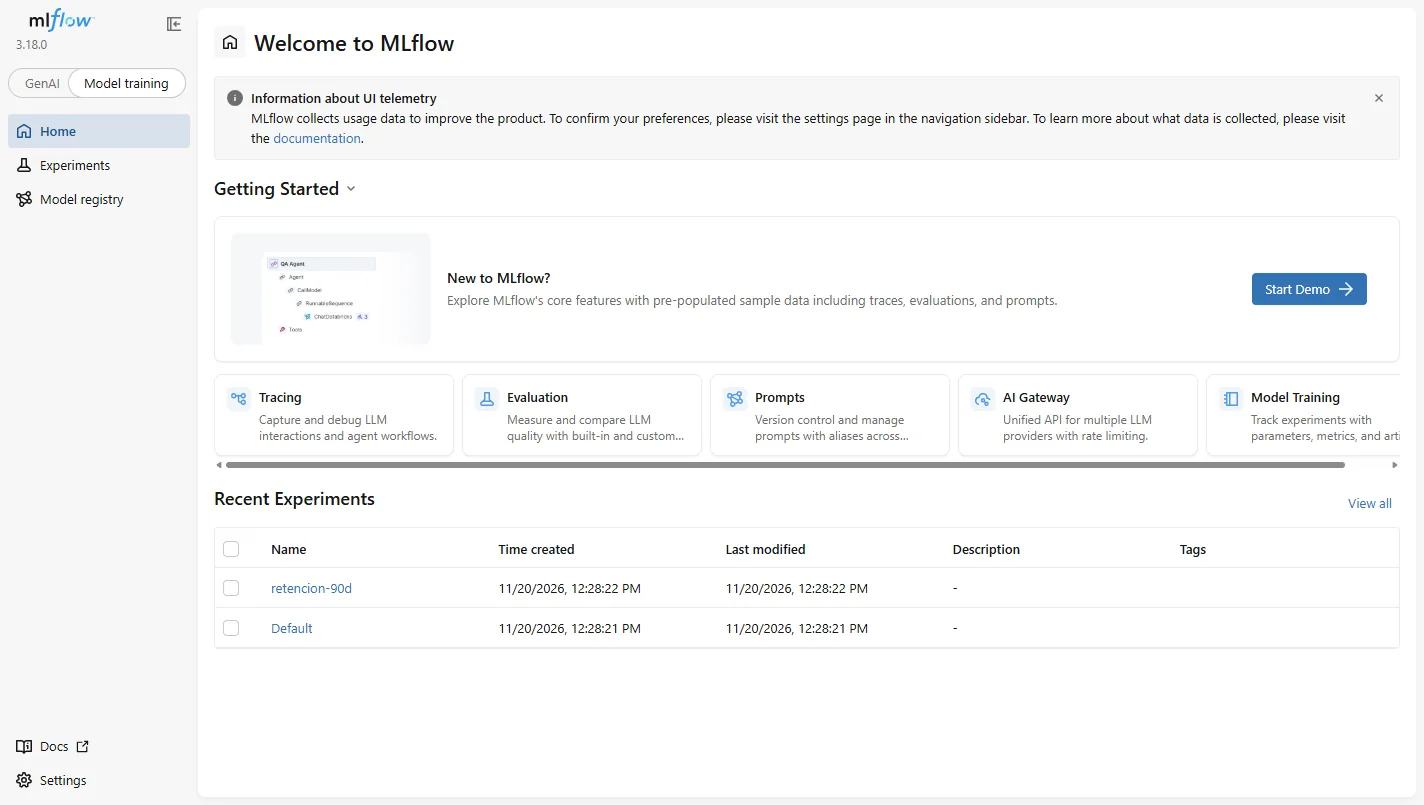 mlflow
3.18.0
GenAI
Model training
Home
Experiments
Model registry
Docs
Settings
Welcome to MLflow
Information about UI telemetry
MLflow collects usage data to improve the product. To confirm your preferences, please visit the settings page in the navigation sidebar. To learn more about what data is collected, please visit
the documentation.
Getting Started
QA Agent
Agent
CallModel
RunnableSequence
ChatDatabricks 3
Tools
New to MLflow?
Explore MLflow's core features with pre-populated sample data including traces, evaluations, and prompts.
Start Demo
Tracing
Capture and debug LLM
interactions and agent workflows.
Evaluation
Measure and compare LLM
quality with built-in and custom...
Prompts
Version control and manage
prompts with aliases across...
AI Gateway
Unified API for multiple LLM
providers with rate limiting.
Model Training
Track experiments with
parameters, metrics, and arti
Recent Experiments
View all
Name Time created Last modified Description Tags
retencion-90d 11/20/2026, 12:28:22 PM 11/20/2026, 12:28:22 PM -
Default 11/20/2026, 12:28:21 PM 11/20/2026, 12:28:21 PM -